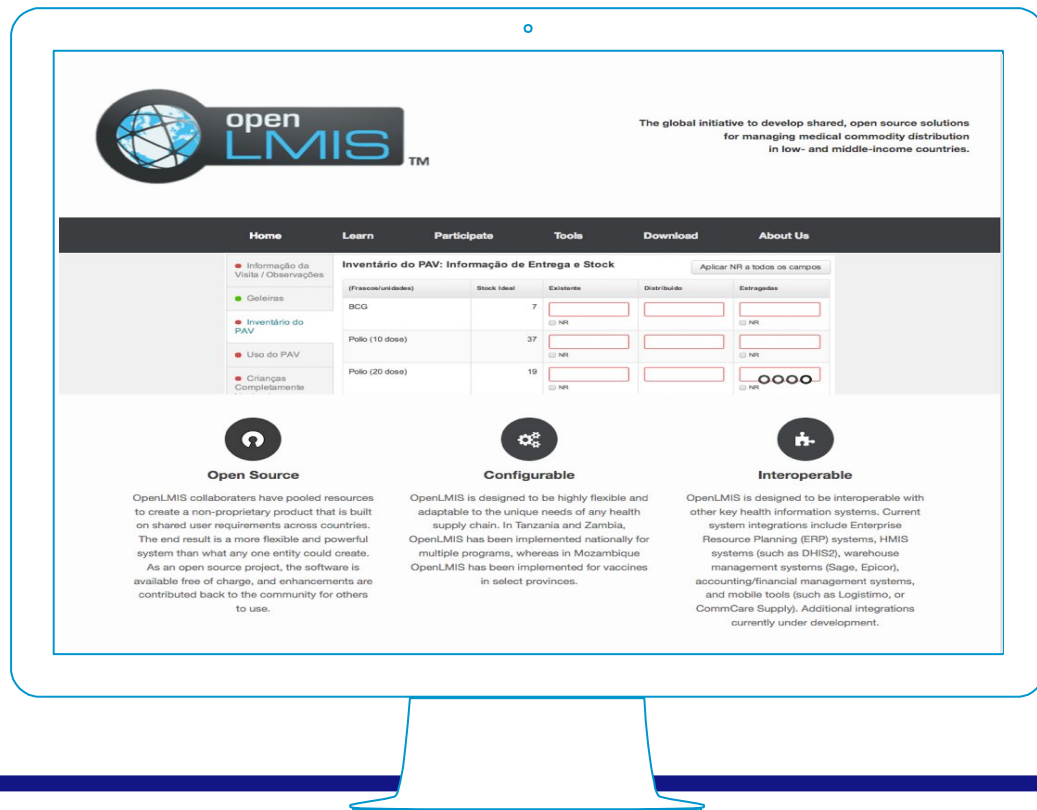 open
LMIS
TM
The global initiative to develop shared, open source solutions
for managing medical commodity distribution
in low- and middle-income countries.
Home Learn Participate Tools Download About Us
Informação da
Visita / Observações
Geleiras
Inventário do
PAV
Uso do PAV
Crianças
Completamente
Inventário do PAV: Informação de Entrega e Stock
Aplicar NR a todos os campos
(Frascos/unidades) Stock Ideal Existente Distribuído Estragadas
BCG 7
NR NR
Polio (10 dose) 37
NR NR
Polio (20 dose) 19
NR NR
Open Source
OpenLMIS collaboraters have pooled resources
to create a non-proprietary product that is built
on shared user requirements across countries.
The end result is a more flexible and powerful
system than what any one entity could create.
As an open source project, the software is
available free of charge, and enhancements are
contributed back to the community for others
to use.
Configurable
OpenLMIS is designed to be highly flexible and
adaptable to the unique needs of any health
supply chain. In Tanzania and Zambia,
OpenLMIS has been implemented nationally for
multiple programs, whereas in Mozambique
OpenLMIS has been implemented for vaccines
in select provinces.
Interoperable
OpenLMIS is designed to be interoperable with
other key health information systems. Current
system integrations include Enterprise
Resource Planning (ERP) systems, HMIS
systems (such as DHIS2), warehouse
management systems (Sage, Epicor),
accounting/financial management systems,
and mobile tools (such as Logistimo, or
CommCare Supply). Additional integrations
currently under development.